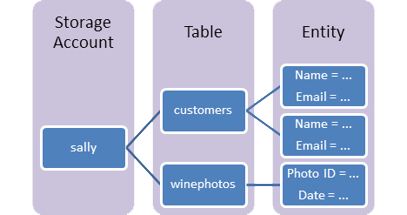 Storage
Account
Table
Entity
sally
customers
winephotos
Name = ...
Email = ...
Name = ...
Email = ...
Photo ID = ...
Date = ...